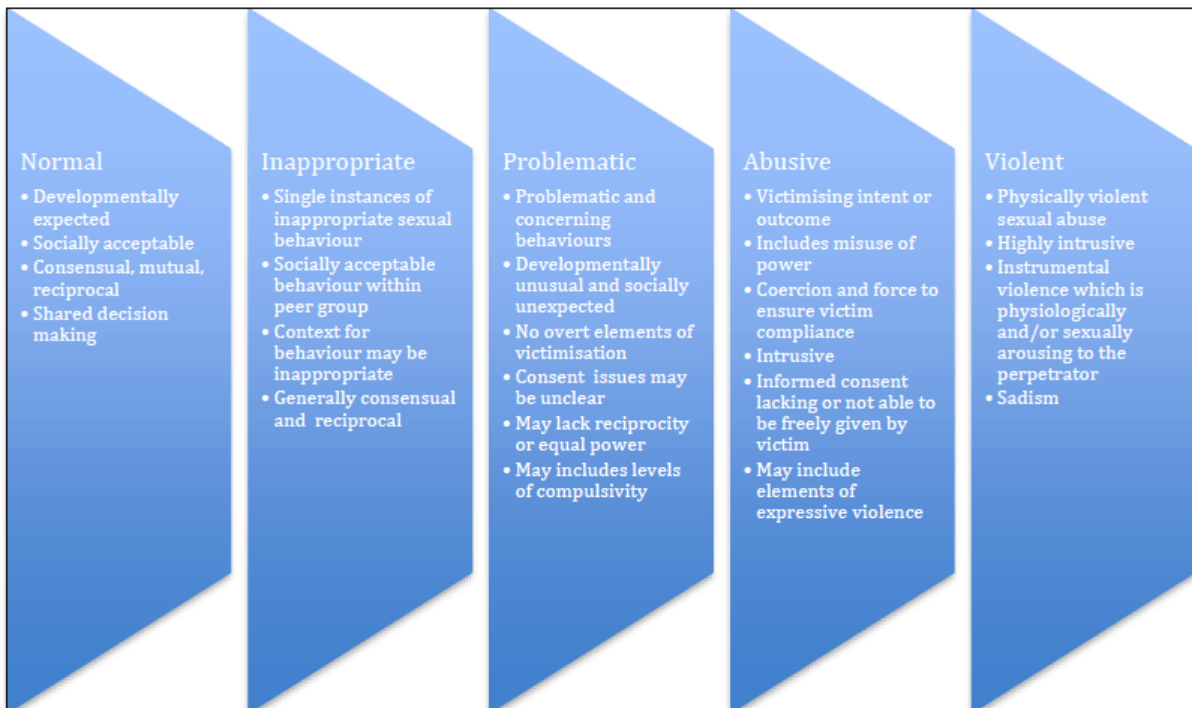 Normal
• Developmentally
expected
• Socially acceptable
• Consensual, mutual,
reciprocal
• Shared decision
making
Inappropriate
• Single instances of
inappropriate sexual
behaviour
• Socially acceptable
behaviour within
peer group
• Context for
behaviour may be
inappropriate
• Generally consensual
and reciprocal
Problematic
• Problematic and
concerning
behaviours
• Developmentally
unusual and socially
unexpected
• No overt elements of
victimisation
• Consent issues may
be unclear
• May lack reciprocity
or equal power
• May includes levels
of compulsivity
Abusive
• Victimising intent or
outcome
• Includes misuse of
power
• Coercion and force to
ensure victim
compliance
• Intrusive
• Informed consent
lacking or not able to
be freely given by
victim
• May include
elements of
expressive violence
Violent
• Physically violent
sexual abuse
• Highly intrusive
• Instrumental
violence which is
physiologically
and/or sexually
arousing to the
perpetrator
• Sadism